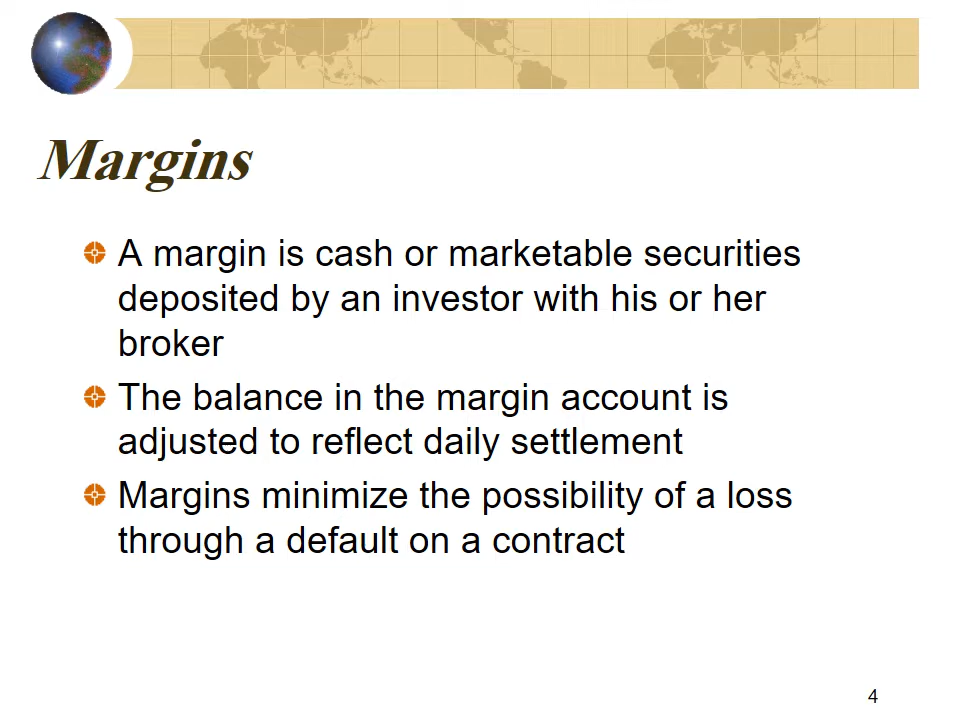 Margins
A margin is cash or marketable securities
deposited by an investor with his or her
broker
The balance in the margin account is
adjusted to reflect daily settlement
Margins minimize the possibility of a loss
through a default on a contract
4